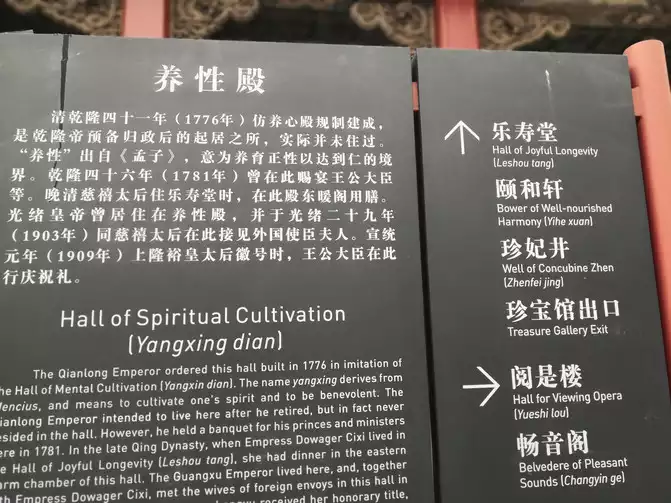 养性殿
清乾隆四十一年（1776年）仿养心殿规制建成，
是乾隆帝预备归政后的起居之所，实际并未住过。
“养性”出自《孟子》，意为养育正性以达到仁的境
界。乾隆四十六年（1781年）曾在此赐宴王公大臣
等。晚清慈禧太后住乐寿堂时，在此殿东暖阁用膳。
光绪皇帝曾居住在养性殿，并于光绪二十九年
（1903年）同慈禧太后在此接见外国使臣夫人。宣统
元年（1909年）上隆裕皇太后徽号时，王公大臣在此
行庆祝礼。
Hall of Spiritual Cultivation
(Yangxing dian)
The Qianlong Emperor ordered this hall built in 1776 in imitation of
the Hall of Mental Cultivation (Yangxin dian). The name yangxing derives from
Mencius, and means to cultivate one's spirit and to be benevolent. The
Qianlong Emperor intended to live here after he retired, but in fact never
resided in the hall. However, he held a banquet for his princes and ministers
here in 1781. In the late Qing Dynasty, when Empress Dowager Cixi lived in
the Hall of Joyful Longevity (Leshou tang), she had dinner in the eastern
warm chamber of this hall. The Guangxu Emperor lived here, and, together
with Empress Dowager Cixi, met the wives of foreign envoys in this hall in
received her honorary title,
乐寿堂
Hall of Joyful Longevity
(Leshou tang)
颐和轩
Bower of Well-nourished
Harmony (Yihe xuan)
珍妃井
Well of Concubine Zhen
(Zhenfei jing)
珍宝馆出口
Treasure Gallery Exit
阅是楼
Hall for Viewing Opera
(Yueshi lou)
畅音阁
Belvedere of Pleasant
Sounds (Changyin ge)